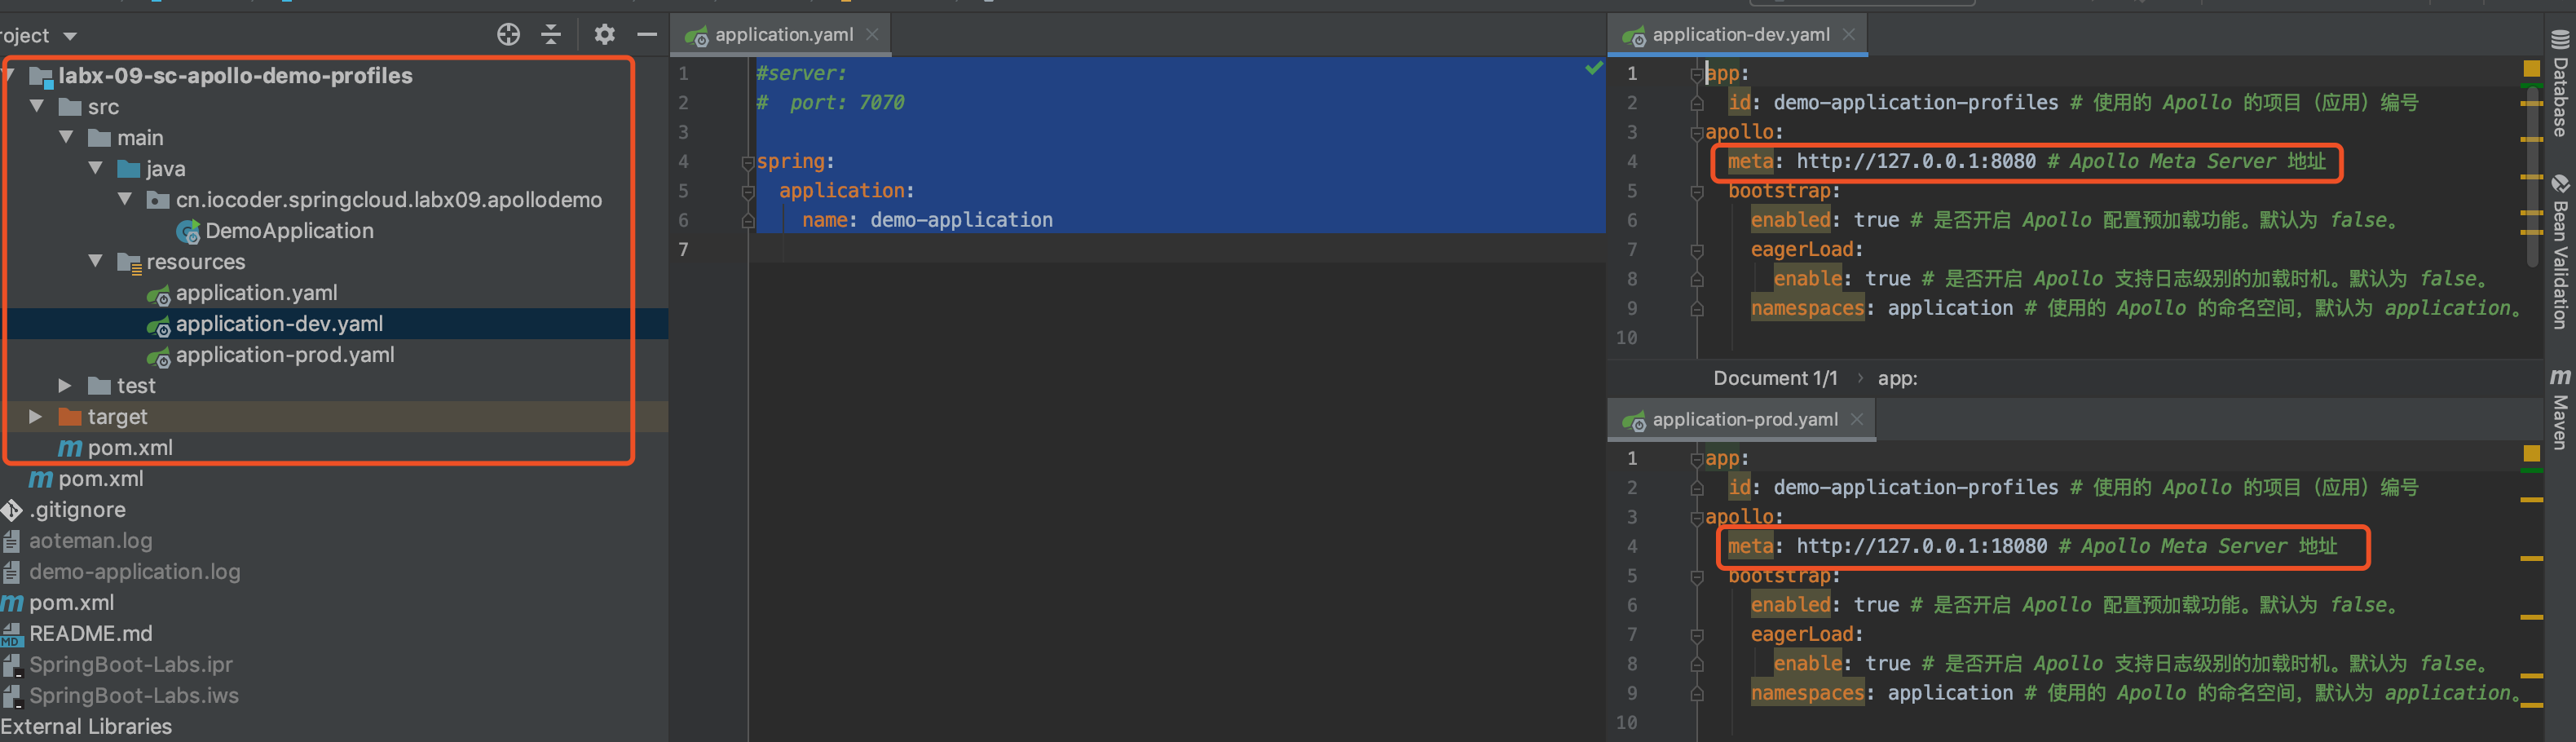 oject
labx-09-sc-apollo-demo-profiles
src
main
java
cn.iocoder.springcloud.labx09.apollodemo
DemoApplication
resources
application.yaml
application-dev.yaml
application-prod.yaml
test
target
pom.xml
pom.xml
.gitignore
aoteman.log
demo-application.log
pom.xml
README.md
SpringBoot-Labs.ipr
SpringBoot-Labs.iws
External Libraries
application.yaml
1 #server:
2 #  port: 7070
3
4 spring:
5   application:
6     name: demo-application
7
application-dev.yaml
1 app:
2   id: demo-application-profiles # 使用的 Apollo 的项目（应用）编号
3 apollo:
4   meta: http://127.0.0.1:8080 # Apollo Meta Server 地址
5   bootstrap:
6     enabled: true # 是否开启 Apollo 配置预加载功能。默认为 false。
7     eagerLoad:
8       enable: true # 是否开启 Apollo 支持日志级别的加载时机。默认为 false。
9     namespaces: application # 使用的 Apollo 的命名空间，默认为 application。
10
Document 1/1 › app:
application-prod.yaml
1 app:
2   id: demo-application-profiles # 使用的 Apollo 的项目（应用）编号
3 apollo:
4   meta: http://127.0.0.1:18080 # Apollo Meta Server 地址
5   bootstrap:
6     enabled: true # 是否开启 Apollo 配置预加载功能。默认为 false。
7     eagerLoad:
8       enable: true # 是否开启 Apollo 支持日志级别的加载时机。默认为 false。
9     namespaces: application # 使用的 Apollo 的命名空间，默认为 application。
10
Database
Bean Validation
Maven